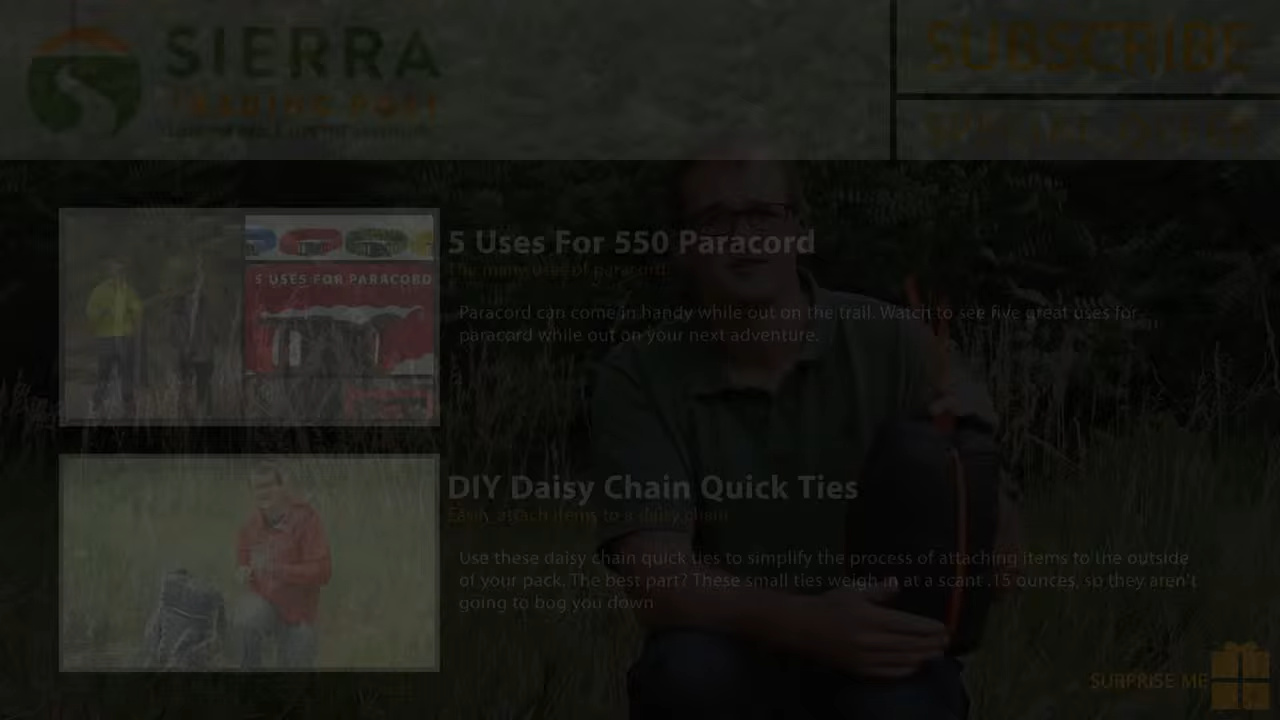 SIERRA
TRADING POST
SUBSCRIBE
5 USES FOR PARACORD
5 Uses For 550 Paracord
The many uses of paracord
Paracord can come in handy while out on the trail. Watch to see five great uses for
paracord while out on your next adventure.
DIY Daisy Chain Quick Ties
Easily attach items to a daisy chain
Use these daisy chain quick ties to simplify the process of attaching items to the outside
of your pack. The best part? These small ties weigh in at a scant .15 ounces, so they aren't
going to bog you down
SURPRISE ME